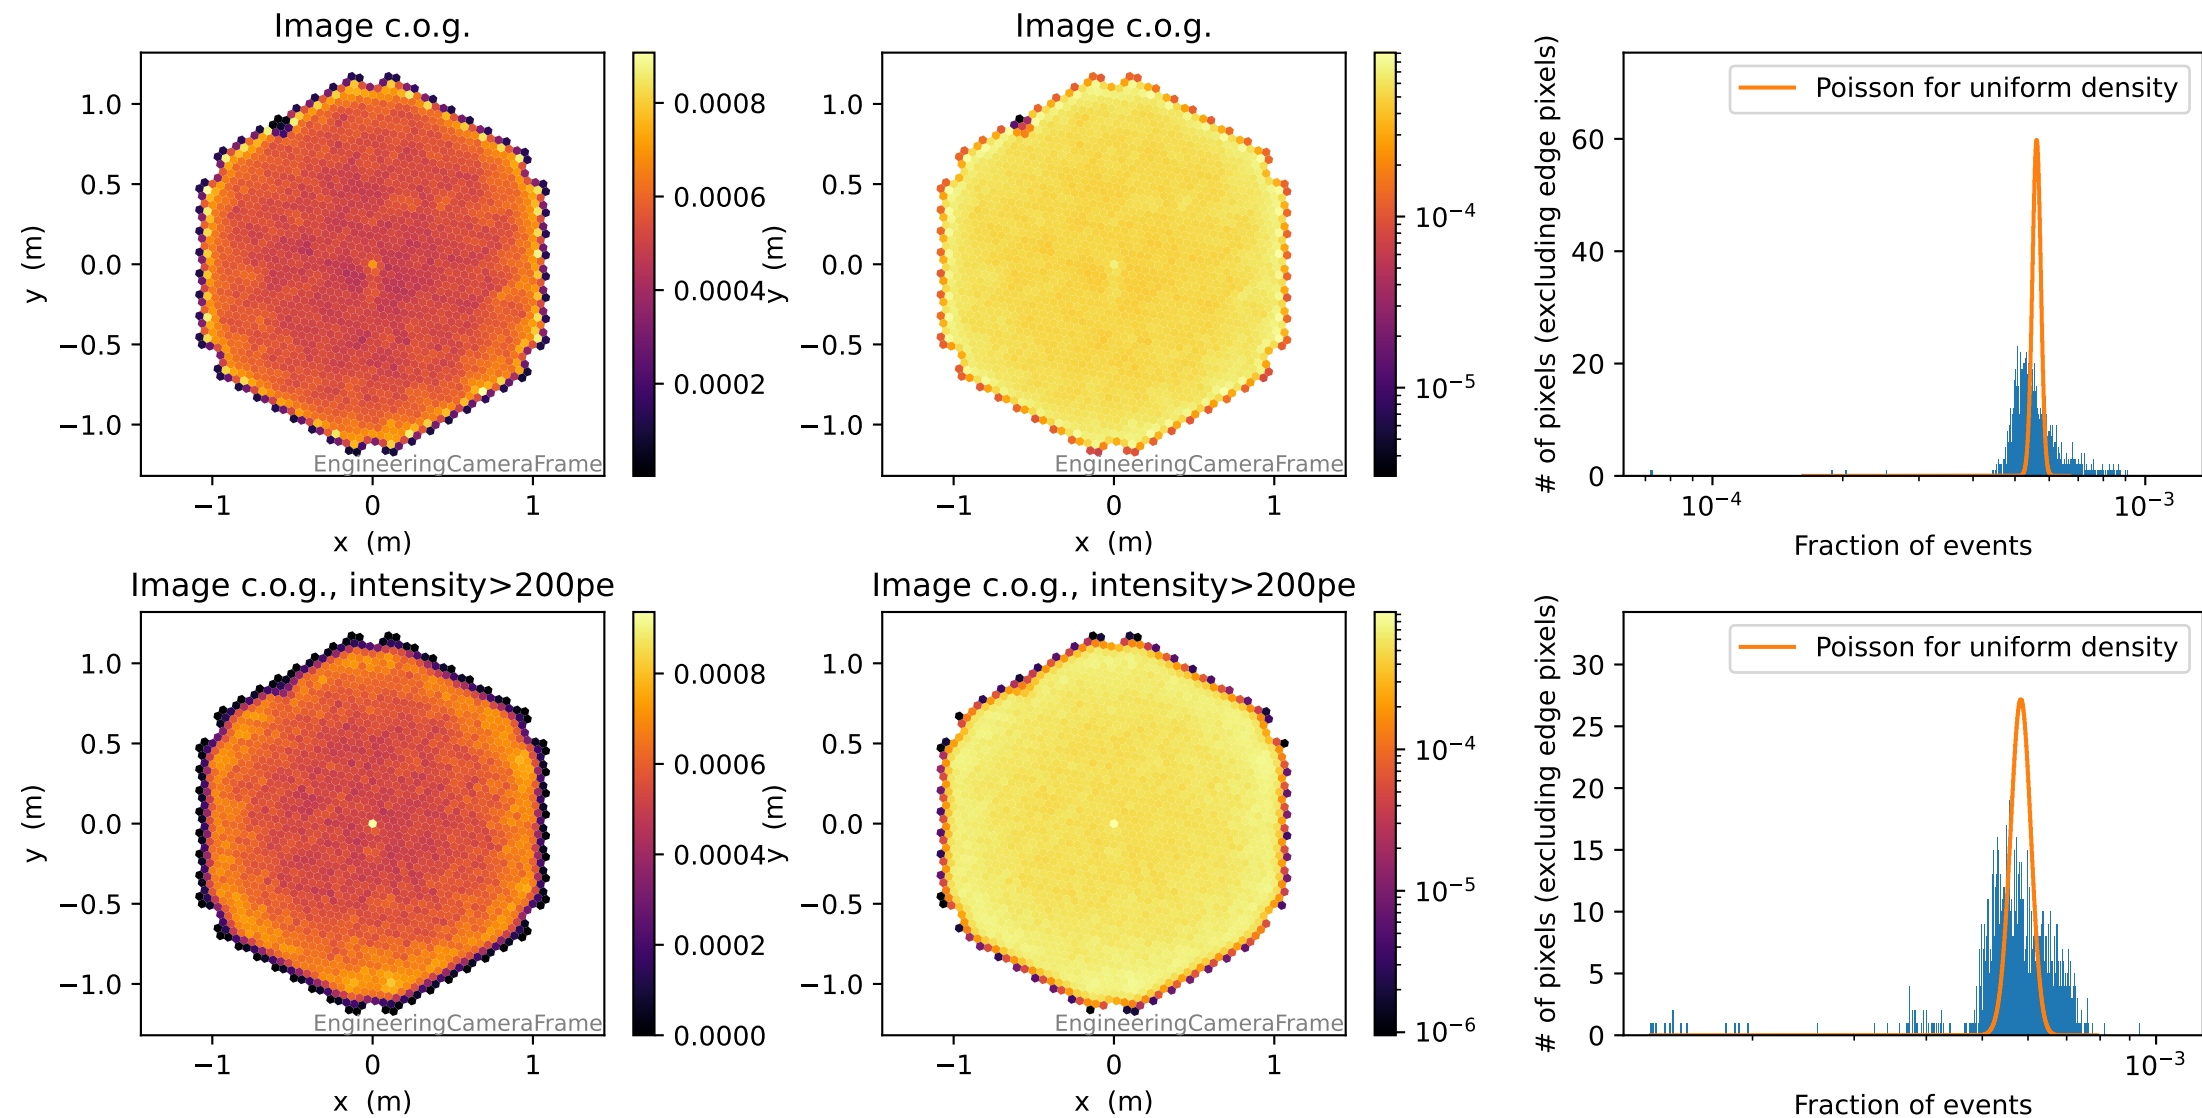 Image c.o.g.
y (m)
1.0
0.5
0.0
−0.5
−1.0
−1
0
1
x (m)
EngineeringCameraFrame
0.0008
0.0006
0.0004
0.0002
Image c.o.g.
y (m)
1.0
0.5
0.0
−0.5
−1.0
−1
0
1
x (m)
EngineeringCameraFrame
10⁻⁴
10⁻⁵
# of pixels (excluding edge pixels)
60
40
20
0
10⁻⁴
10⁻³
Fraction of events
Poisson for uniform density
Image c.o.g., intensity>200pe
y (m)
1.0
0.5
0.0
−0.5
−1.0
−1
0
1
x (m)
EngineeringCameraFrame
0.0008
0.0006
0.0004
0.0002
0.0000
Image c.o.g., intensity>200pe
y (m)
1.0
0.5
0.0
−0.5
−1.0
−1
0
1
x (m)
EngineeringCameraFrame
10⁻⁴
10⁻⁵
10⁻⁶
# of pixels (excluding edge pixels)
30
25
20
15
10
5
0
10⁻³
Fraction of events
Poisson for uniform density